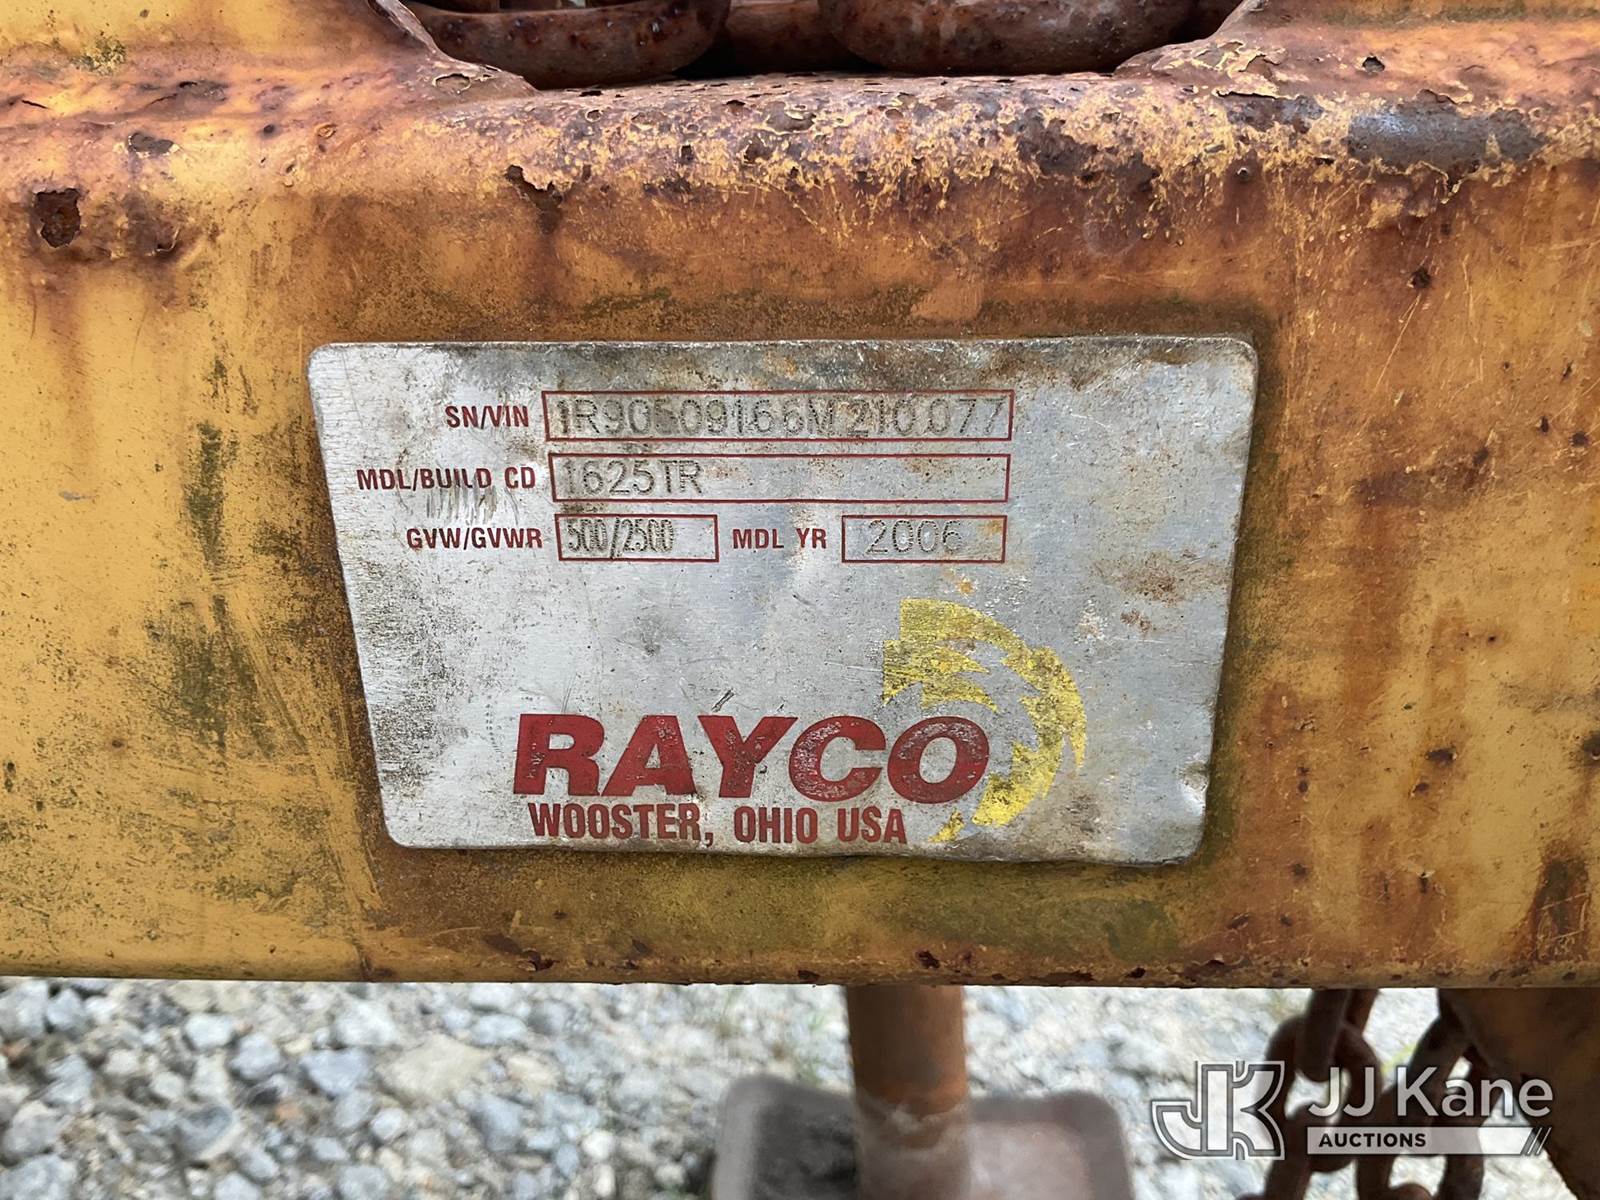 SN/VIN 1R90509166M210077
MDL/BUILD CD 1625TR
GVW/GVWR 500/2500 MDL YR 2006
RAYCO
WOOSTER, OHIO USA
JK JJ Kane
AUCTIONS